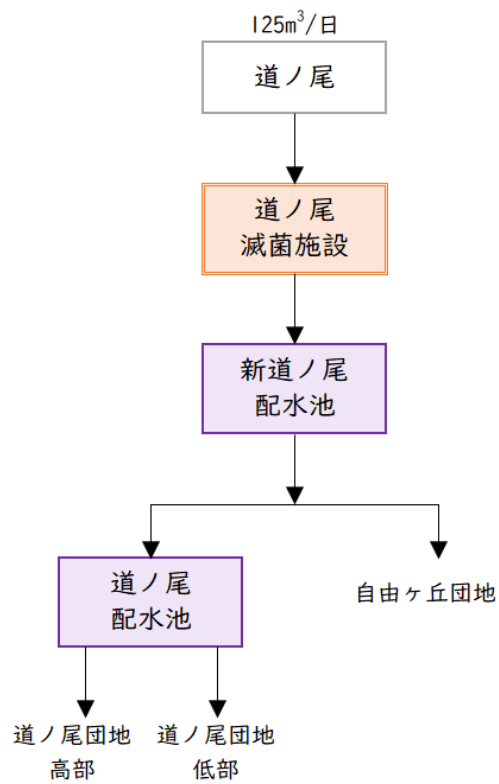 125m³/日
道ノ尾
道ノ尾
滅菌施設
新道ノ尾
配水池
道ノ尾
配水池
自由ヶ丘団地
道ノ尾団地
高部
道ノ尾団地
低部